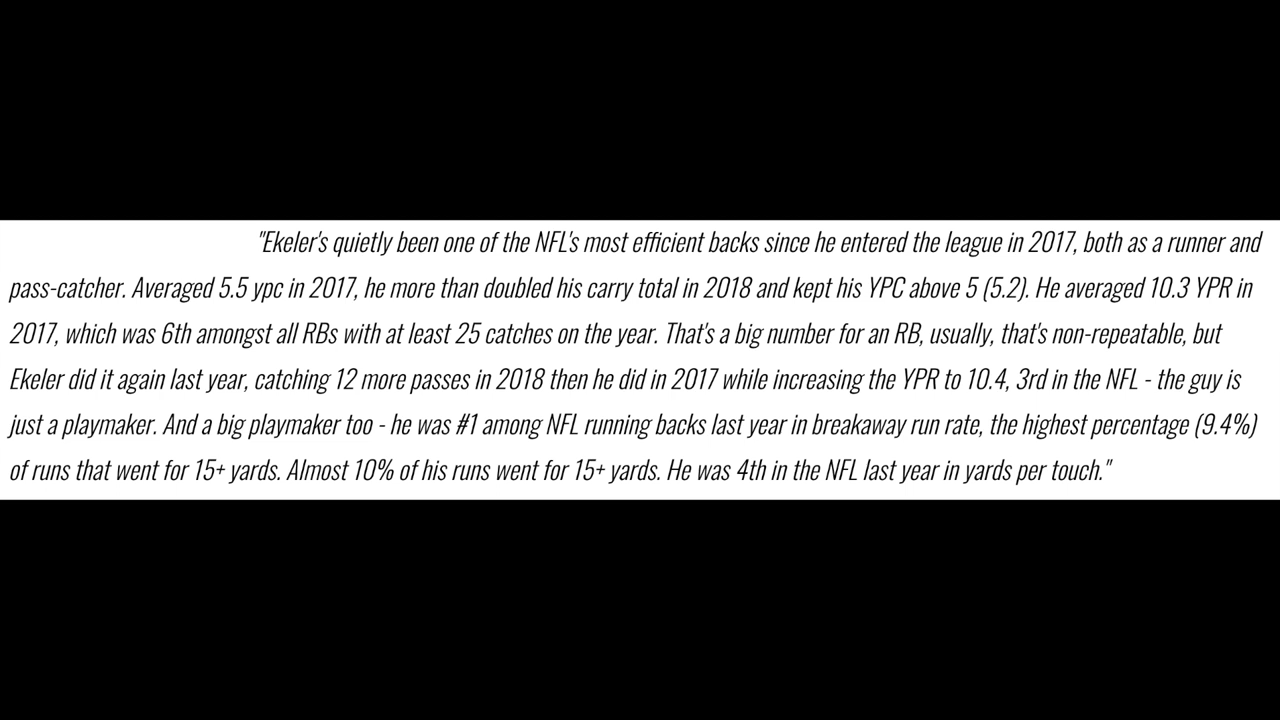 "Ekeler's quietly been one of the NFL's most efficient backs since he entered the league in 2017, both as a runner and
pass-catcher. Averaged 5.5 ypc in 2017, he more than doubled his carry total in 2018 and kept his YPC above 5 (5.2). He averaged 10.3 YPR in
2017, which was 6th amongst all RBs with at least 25 catches on the year. That's a big number for an RB, usually, that's non-repeatable, but
Ekeler did it again last year, catching 12 more passes in 2018 then he did in 2017 while increasing the YPR to 10.4, 3rd in the NFL - the guy is
just a playmaker. And a big playmaker too - he was #1 among NFL running backs last year in breakaway run rate, the highest percentage (9.4%)
of runs that went for 15+ yards. Almost 10% of his runs went for 15+ yards. He was 4th in the NFL last year in yards per touch."